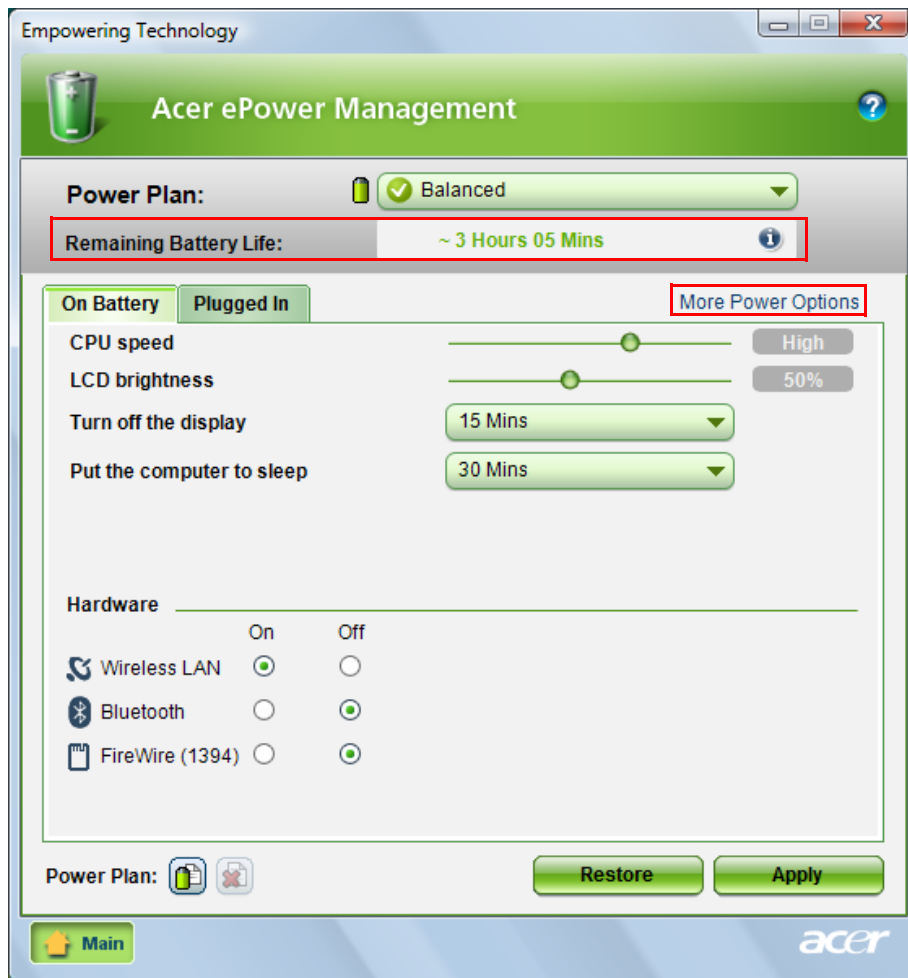 Empowering Technology
Acer ePower Management
?
Power Plan: Balanced
Remaining Battery Life: ~ 3 Hours 05 Mins
On Battery Plugged In More Power Options
CPU speed High
LCD brightness 50%
Turn off the display 15 Mins
Put the computer to sleep 30 Mins
Hardware
On Off
Wireless LAN
Bluetooth
FireWire (1394)
Power Plan: Restore Apply
Main acer